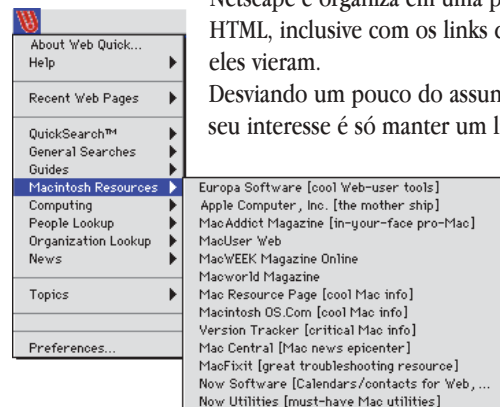 Netscape e organiza em uma p
HTML, inclusive com os links d
eles vieram.
Desviando um pouco do assun
seu interesse é só manter um l
About Web Quick...
Help
Recent Web Pages
QuickSearch™
General Searches
Guides
Macintosh Resources
Computing
People Lookup
Organization Lookup
News
Topics
Preferences...
Europa Software [cool Web-user tools]
Apple Computer, Inc. [the mother ship]
MacAddict Magazine [in-your-face pro-Mac]
MacUser Web
MacWEEK Magazine Online
Macworld Magazine
Mac Resource Page [cool Mac info]
Macintosh OS.Com [cool Mac info]
Version Tracker [critical Mac info]
Mac Central [Mac news epicenter]
MacFixit [great troubleshooting resource]
Now Software [Calendars/contacts for Web, ...
Now Utilities [must-have Mac utilities]